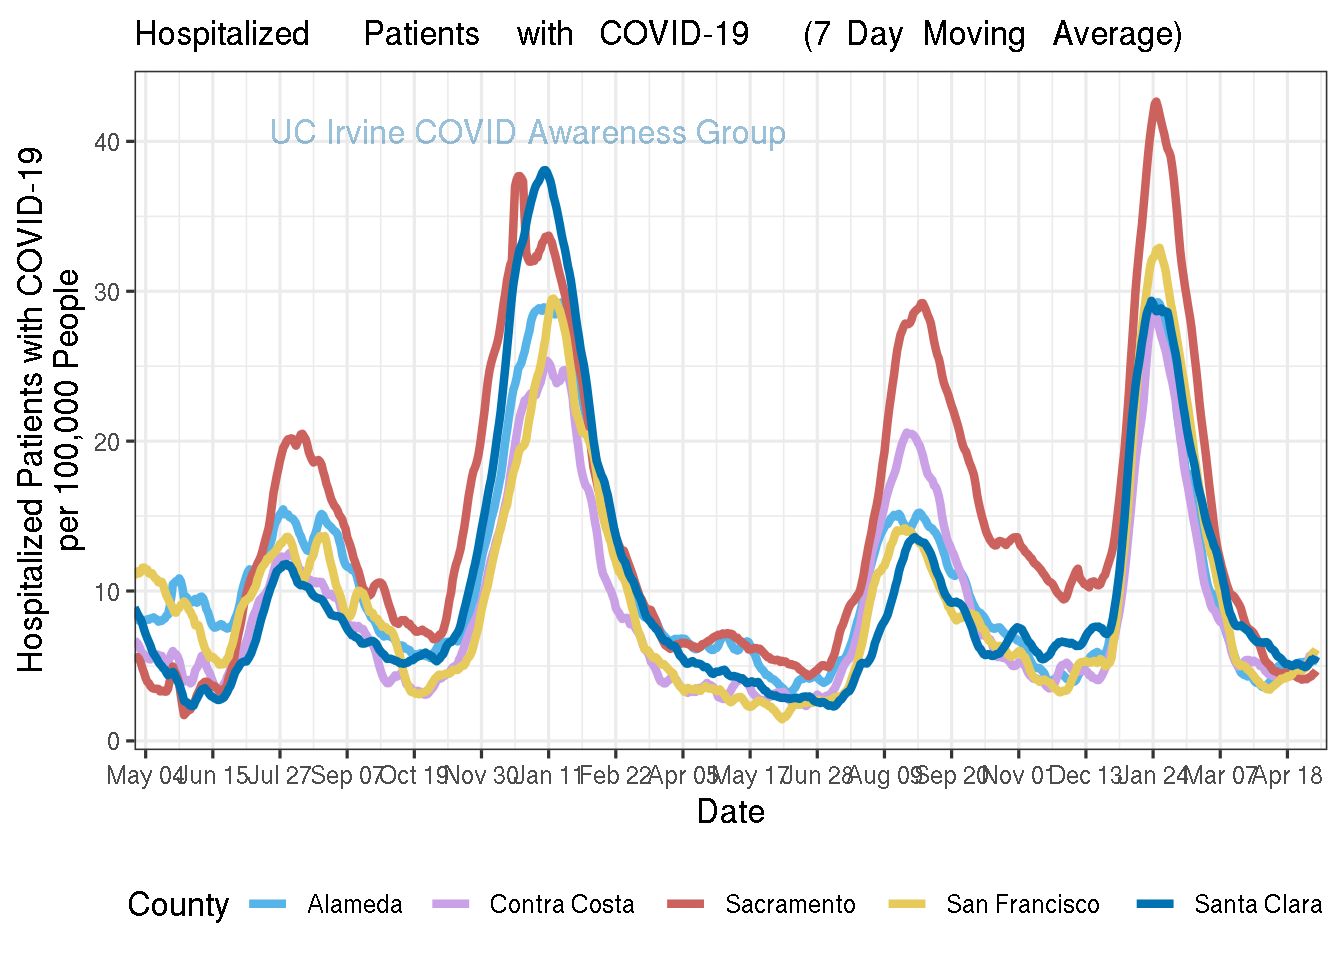 Hospitalized Patients with COVID-19 (7 Day Moving Average)
UC Irvine COVID Awareness Group
Hospitalized Patients with COVID-19
per 100,000 People
40
30
20
10
0
May 04 Jun 15 Jul 27 Sep 07 Oct 19 Nov 30 Jan 11 Feb 22 Apr 05 May 17 Jun 28 Aug 09 Sep 20 Nov 01 Dec 13 Jan 24 Mar 07 Apr 18
Date
County Alameda Contra Costa Sacramento San Francisco Santa Clara